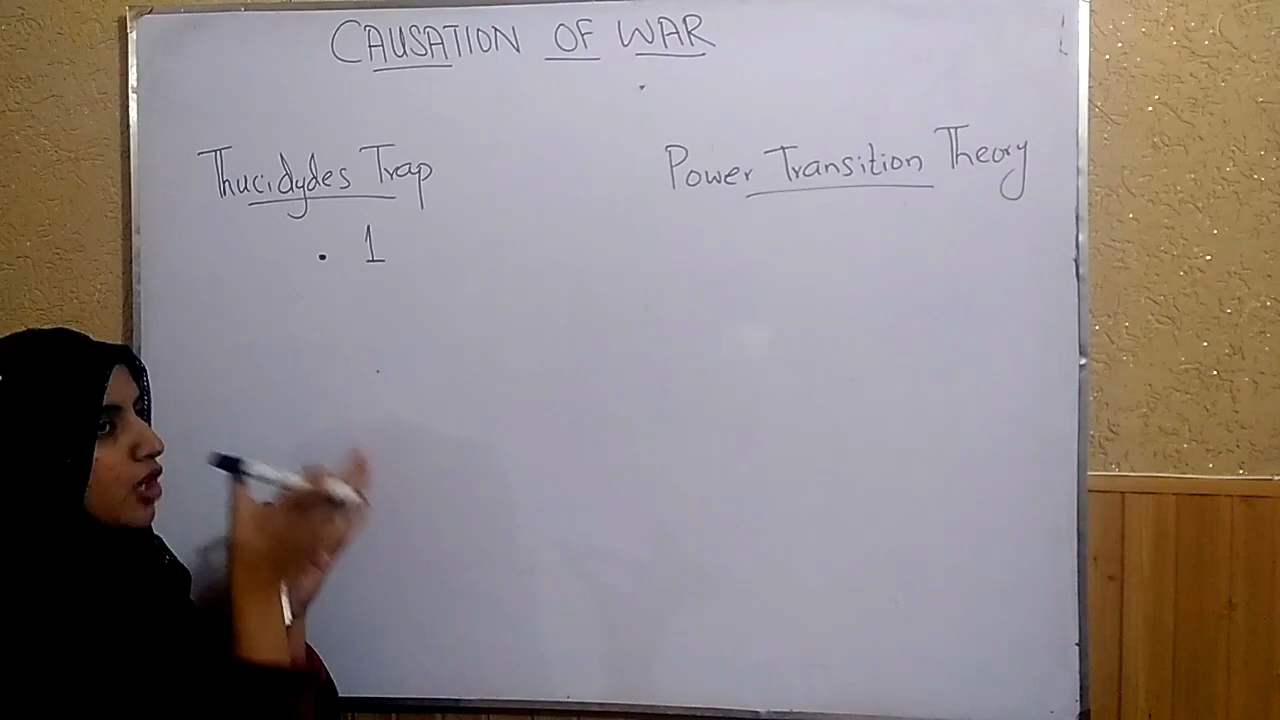 CAUSATION OF WAR
Thucidydes Trap
Power Transition Theory
. 1